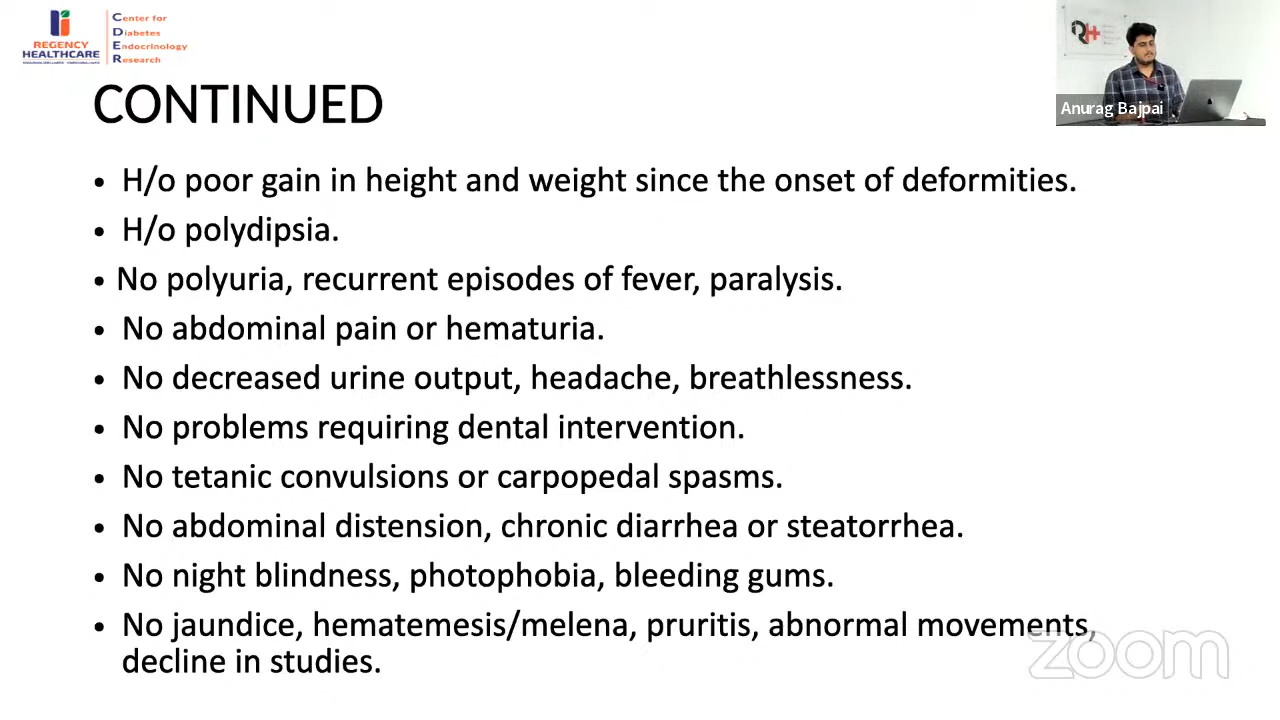 REGENCY
HEALTHCARE
Center for
Diabetes
Endocrinology
Research
CONTINUED
Anurag Bajpai
• H/o poor gain in height and weight since the onset of deformities.
• H/o polydipsia.
• No polyuria, recurrent episodes of fever, paralysis.
• No abdominal pain or hematuria.
• No decreased urine output, headache, breathlessness.
• No problems requiring dental intervention.
• No tetanic convulsions or carpopedal spasms.
• No abdominal distension, chronic diarrhea or steatorrhea.
• No night blindness, photophobia, bleeding gums.
• No jaundice, hematemesis/melena, pruritis, abnormal movements,
decline in studies.
zoom